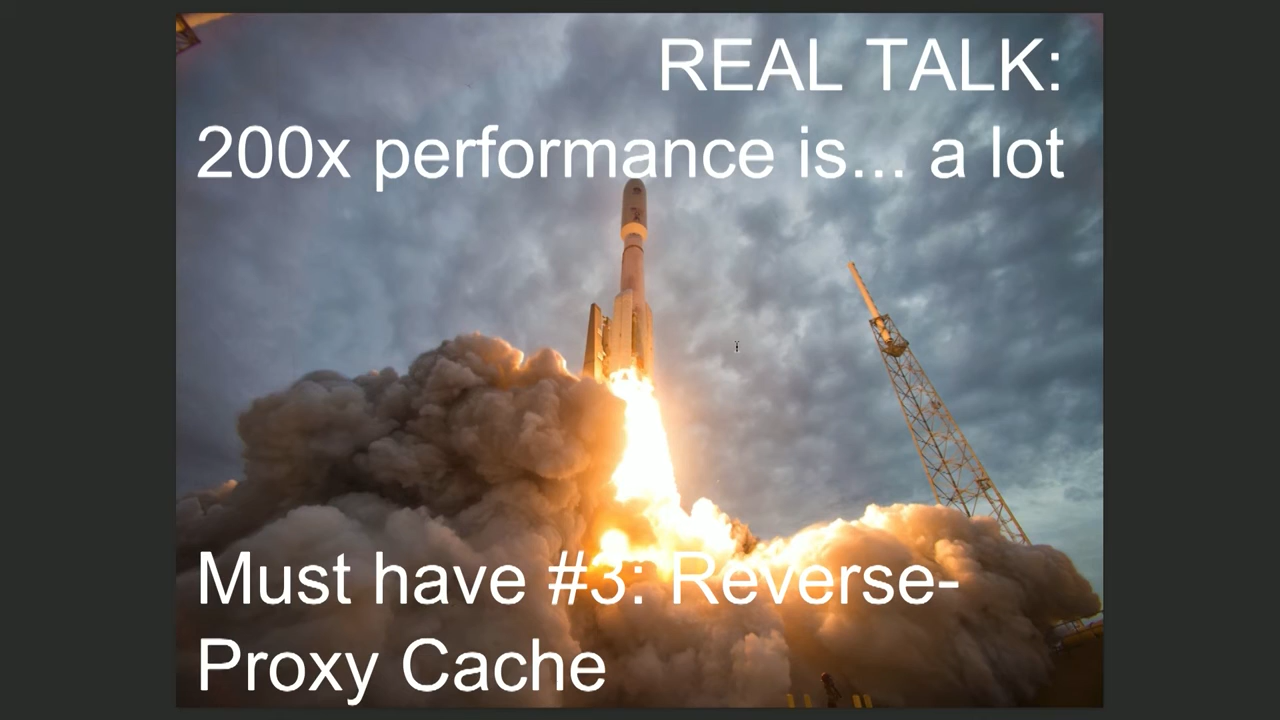 REAL TALK:
200x performance is... a lot
Must have #3: Reverse-
Proxy Cache